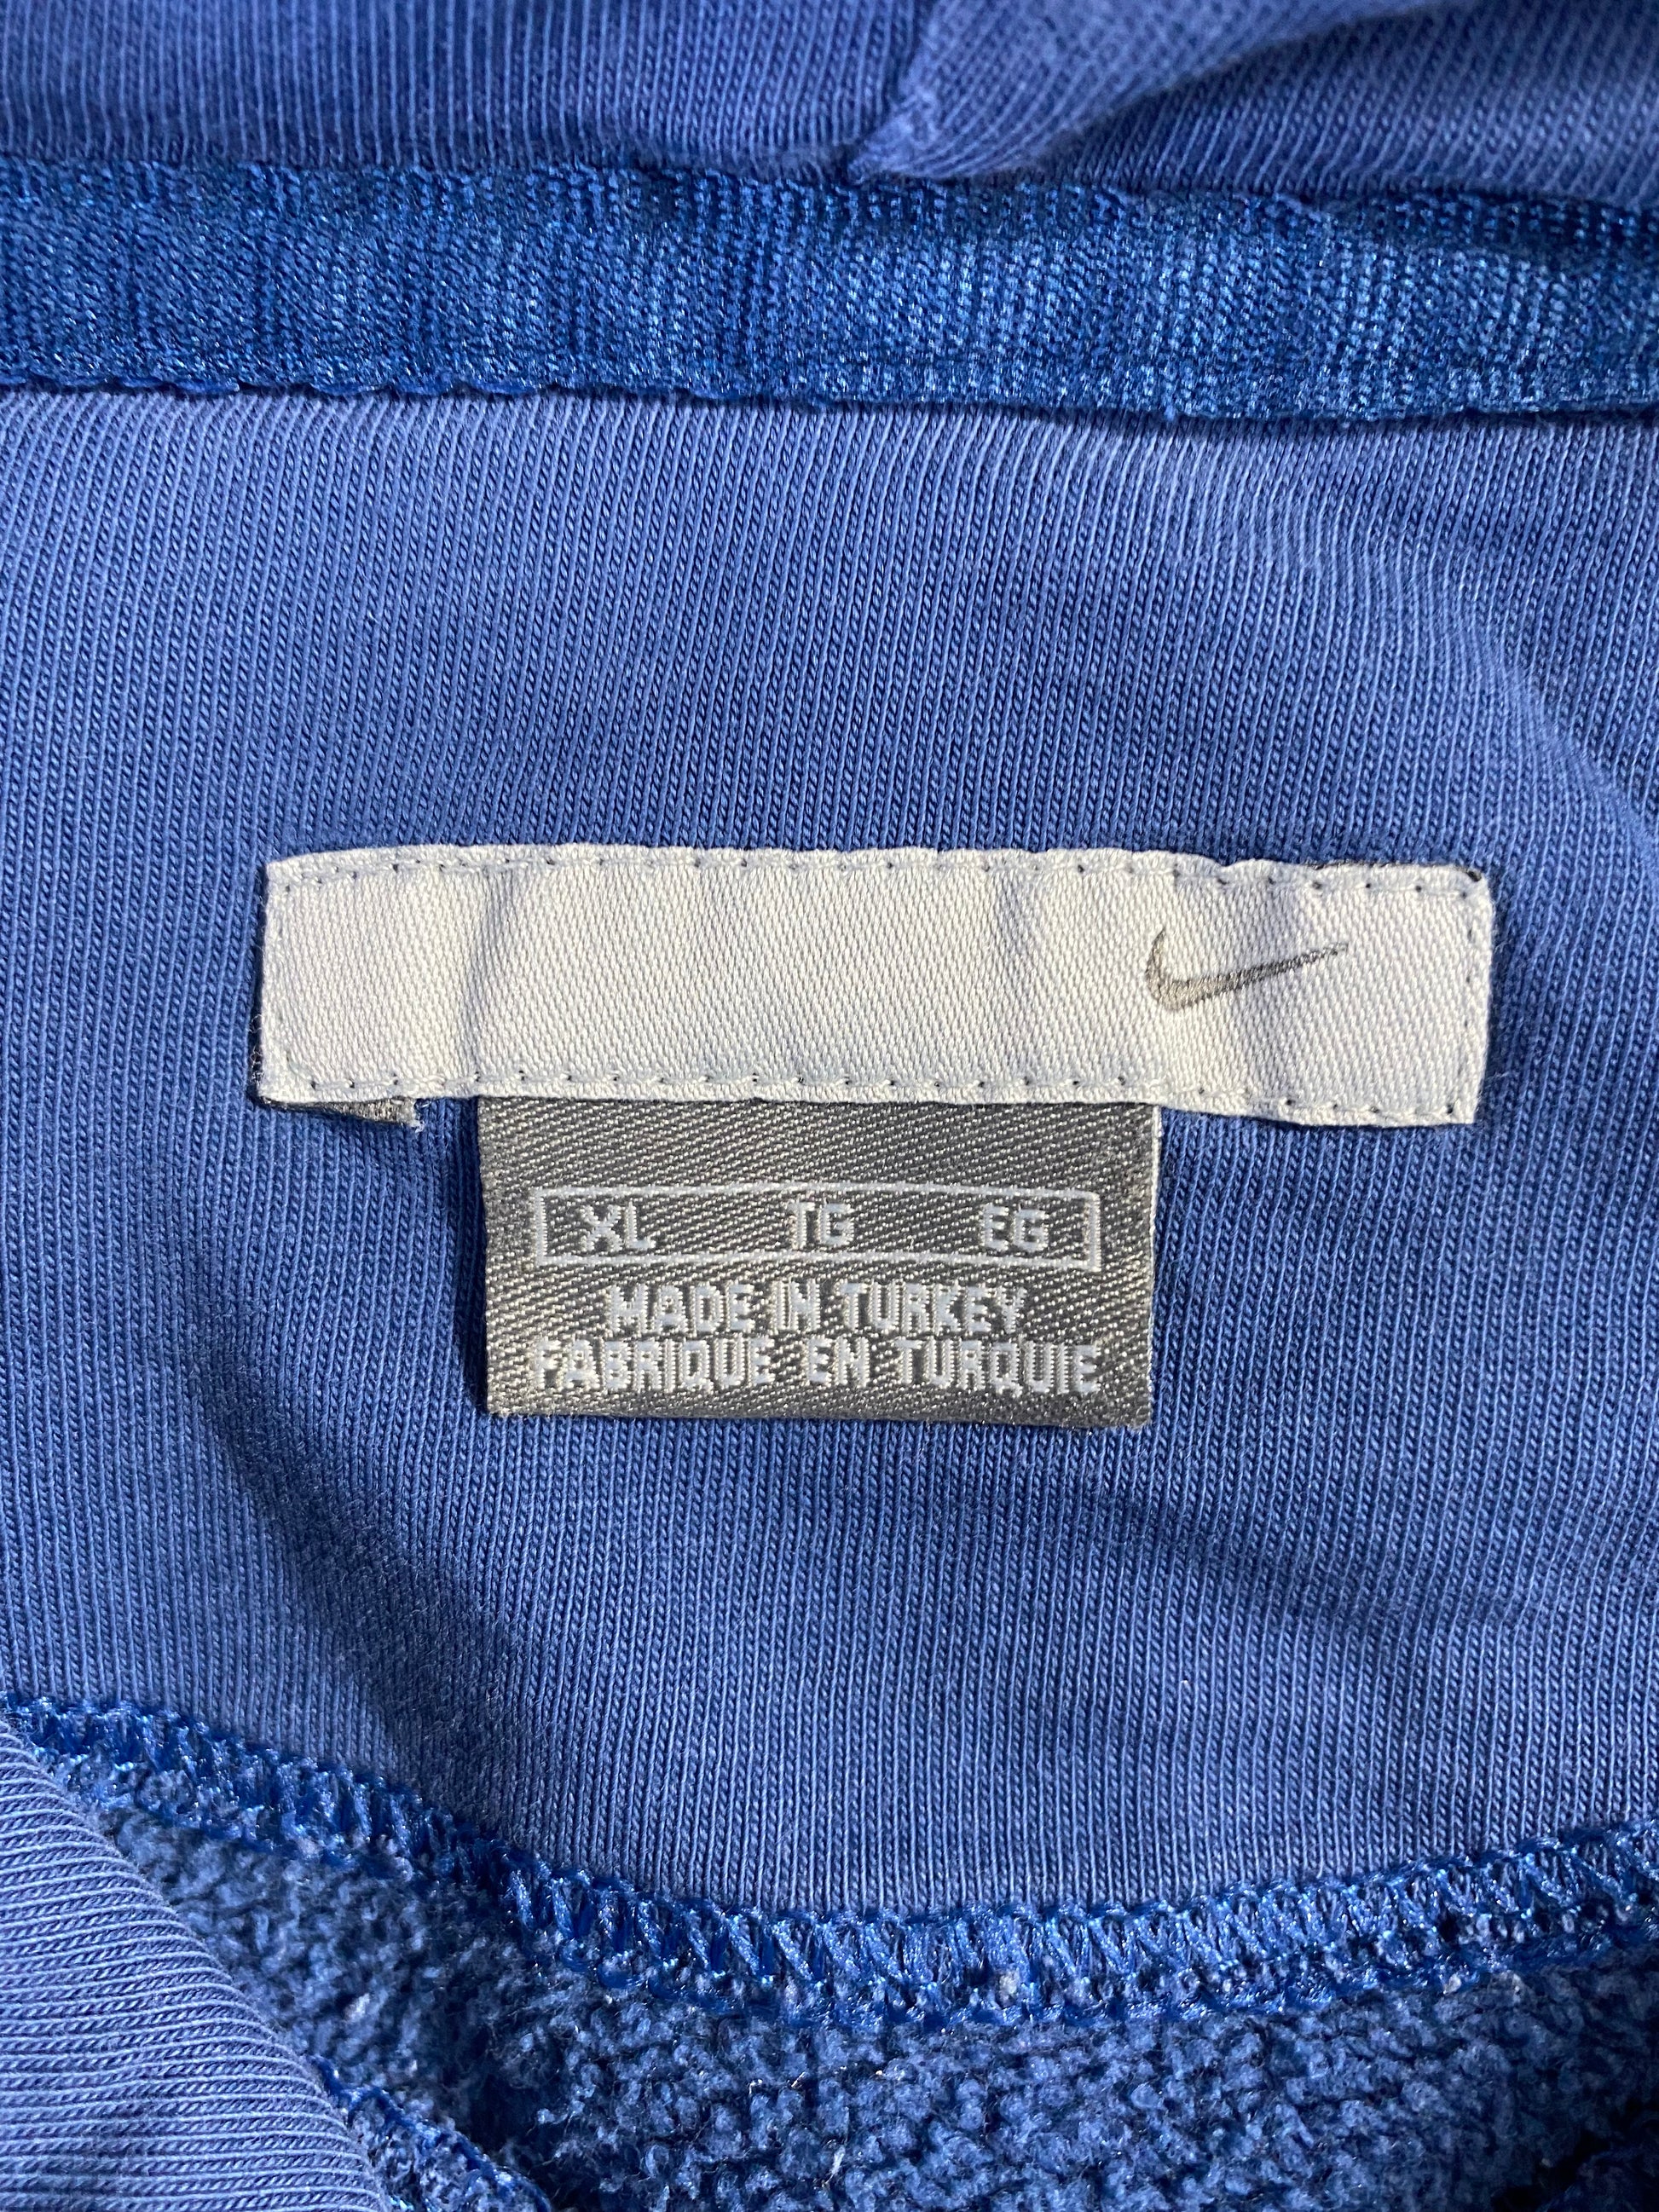 XL TG EG
MADE IN TURKEY
FABRIQUE EN TURQUIE